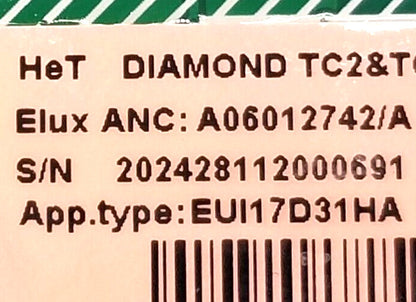 HeT DIAMOND TC2&T
Elux ANC: A06012742/A
S/N 202428112000691
App.type:EUI17D31HA